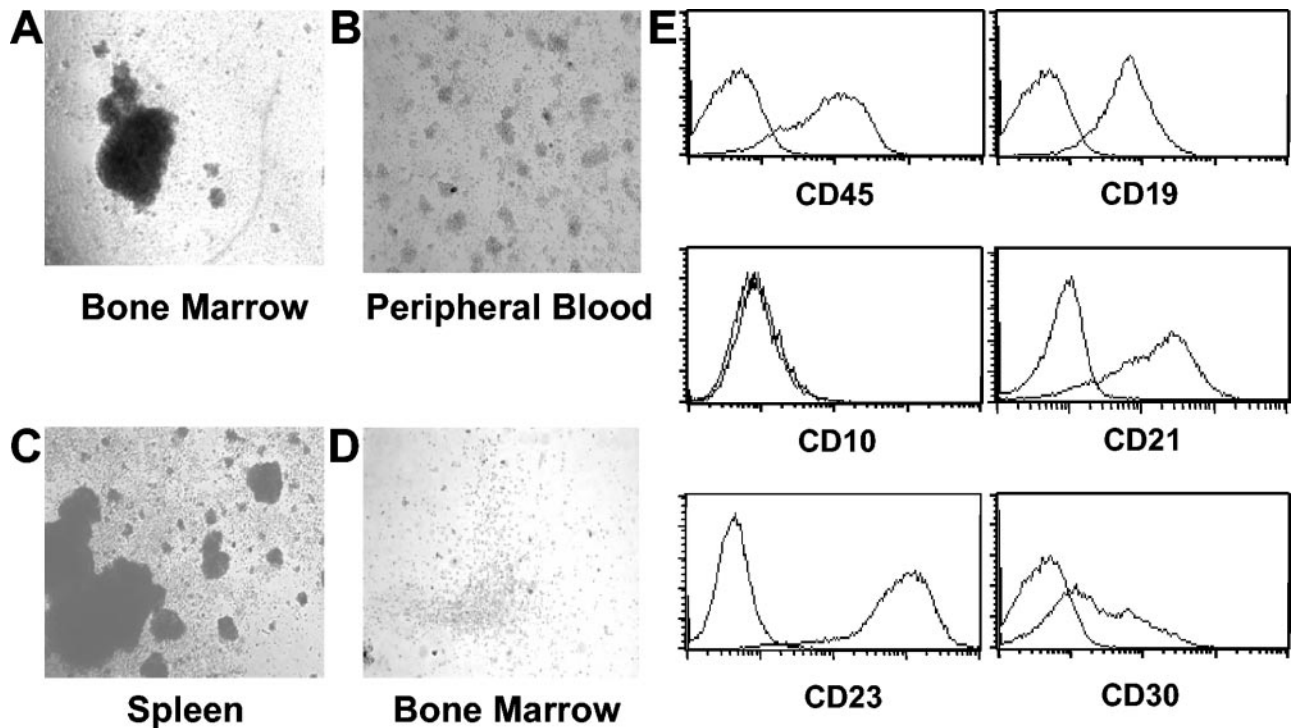 A
B
E
CD45
CD19
Bone Marrow
Peripheral Blood
CD10
CD21
C
D
CD23
CD30
Spleen
Bone Marrow